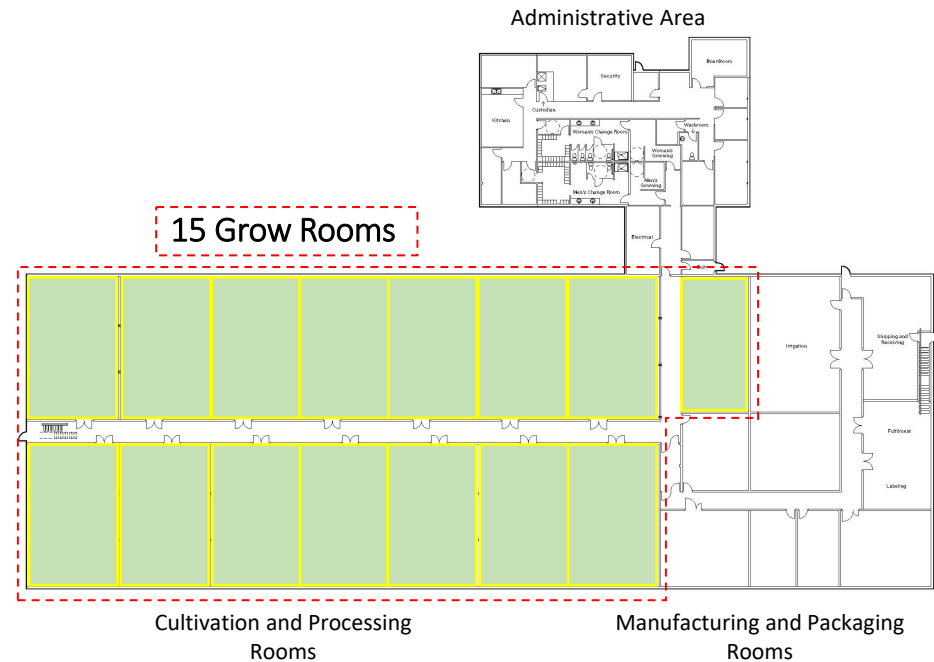 Administrative Area
Boardroom
Security
Custodian
Kitchen
Washroom
Women's Change Room
Women's
Gowning
Men's
Gowning
Men's Change Room
15 Grow Rooms
Electrical
Irrigation
Shipping and
Receiving
Fulfilment
Labeling
Cultivation and Processing
Rooms
Manufacturing and Packaging
Rooms